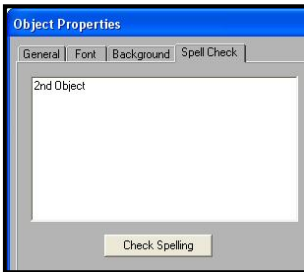 Object Properties
General Font Background Spell Check
2nd Object
Check Spelling